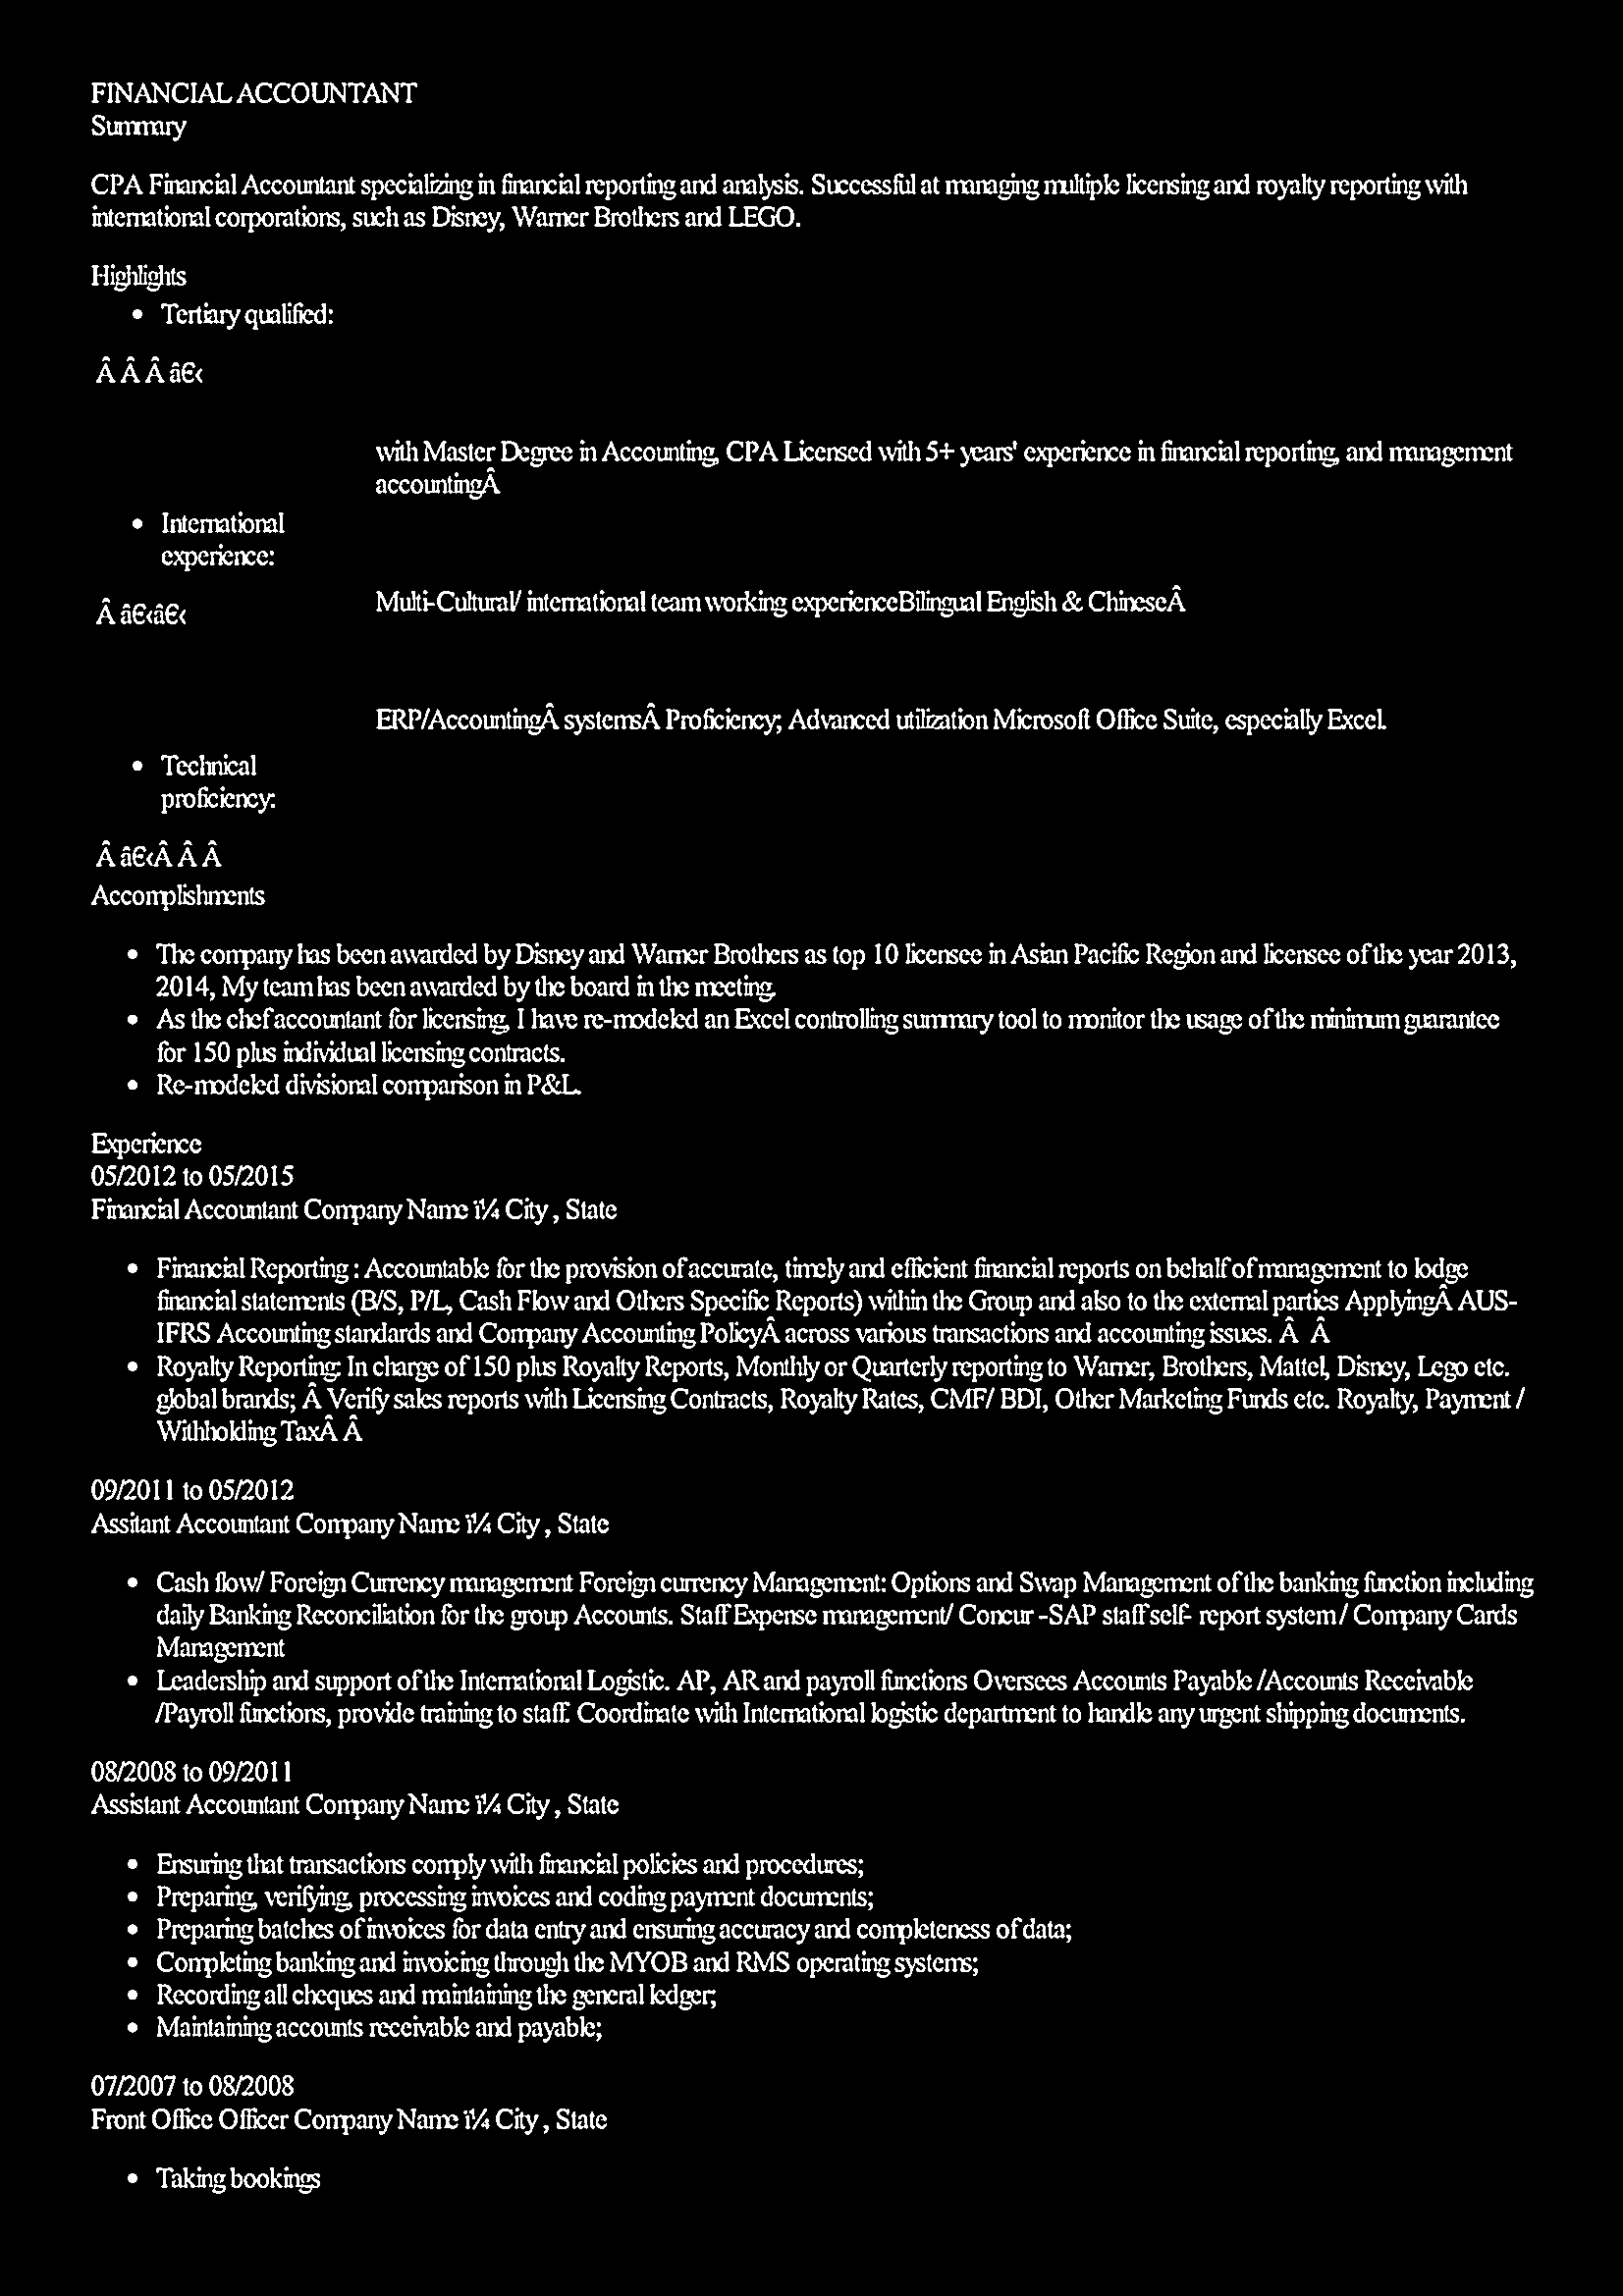 FINANCIAL ACCOUNTANT
Summary
CPA Financial Accountant specializing in financial reporting and analysis. Successful at managing multiple licensing and royalty reporting with
international corporations, such as Disney, Warner Brothers and LEGO.
Highlights
• Tertiary qualified:
Â Â Â â€‹
with Master Degree in Accounting, CPA Licensed with 5+ years' experience in financial reporting, and management
accountingÂ
• International
experience:
Â â€‹â€‹
Multi-Cultural/ international team working experienceBilingual English & ChineseÂ
ERP/AccountingÂ systemsÂ Proficiency; Advanced utilization Microsoft Office Suite, especially Excel.
• Technical
proficiency:
Â â€‹Â Â Â
Accomplishments
• The company has been awarded by Disney and Warner Brothers as top 10 licensee in Asian Pacific Region and licensee of the year 2013,
2014, My team has been awarded by the board in the meeting.
• As the chef accountant for licensing, I have re-modeled an Excel controlling summary tool to monitor the usage of the minimum guarantee
for 150 plus individual licensing contracts.
• Re-modeled divisional comparison in P&L.
Experience
05/2012 to 05/2015
Financial Accountant Company Name ï¼ City , State
• Financial Reporting : Accountable for the provision of accurate, timely and efficient financial reports on behalf of management to lodge
financial statements (B/S, P/L, Cash Flow and Others Specific Reports) within the Group and also to the external parties ApplyingÂ AUS-
IFRS Accounting standards and Company Accounting PolicyÂ across various transactions and accounting issues. Â Â
• Royalty Reporting: In charge of 150 plus Royalty Reports, Monthly or Quarterly reporting to Warner, Brothers, Mattel, Disney, Lego etc.
global brands; Â Verify sales reports with Licensing Contracts, Royalty Rates, CMF/ BDI, Other Marketing Funds etc. Royalty, Payment /
Withholding TaxÂ Â
09/2011 to 05/2012
Assitant Accountant Company Name ï¼ City , State
• Cash flow/ Foreign Currency management Foreign currency Management: Options and Swap Management of the banking function including
daily Banking Reconciliation for the group Accounts. Staff Expense management/ Concur -SAP staff self- report system / Company Cards
Management
• Leadership and support of the International Logistic. AP, AR and payroll functions Oversees Accounts Payable /Accounts Receivable
/Payroll functions, provide training to staff. Coordinate with International logistic department to handle any urgent shipping documents.
08/2008 to 09/2011
Assistant Accountant Company Name ï¼ City , State
• Ensuring that transactions comply with financial policies and procedures;
• Preparing, verifying, processing invoices and coding payment documents;
• Preparing batches of invoices for data entry and ensuring accuracy and completeness of data;
• Completing banking and invoicing through the MYOB and RMS operating systems;
• Recording all cheques and maintaining the general ledger;
• Maintaining accounts receivable and payable;
07/2007 to 08/2008
Front Office Officer Company Name ï¼ City , State
• Taking bookings